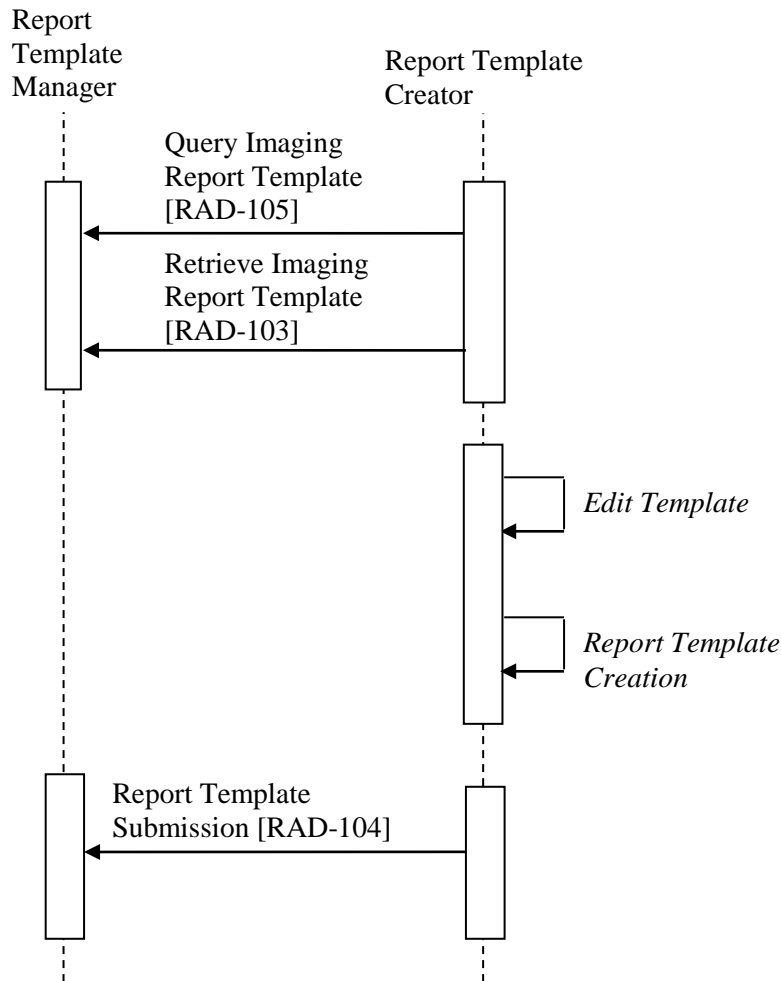 Report
Template
Manager
Report Template
Creator
Query Imaging
Report Template
[RAD-105]
Retrieve Imaging
Report Template
[RAD-103]
Edit Template
Report Template
Creation
Report Template
Submission [RAD-104]